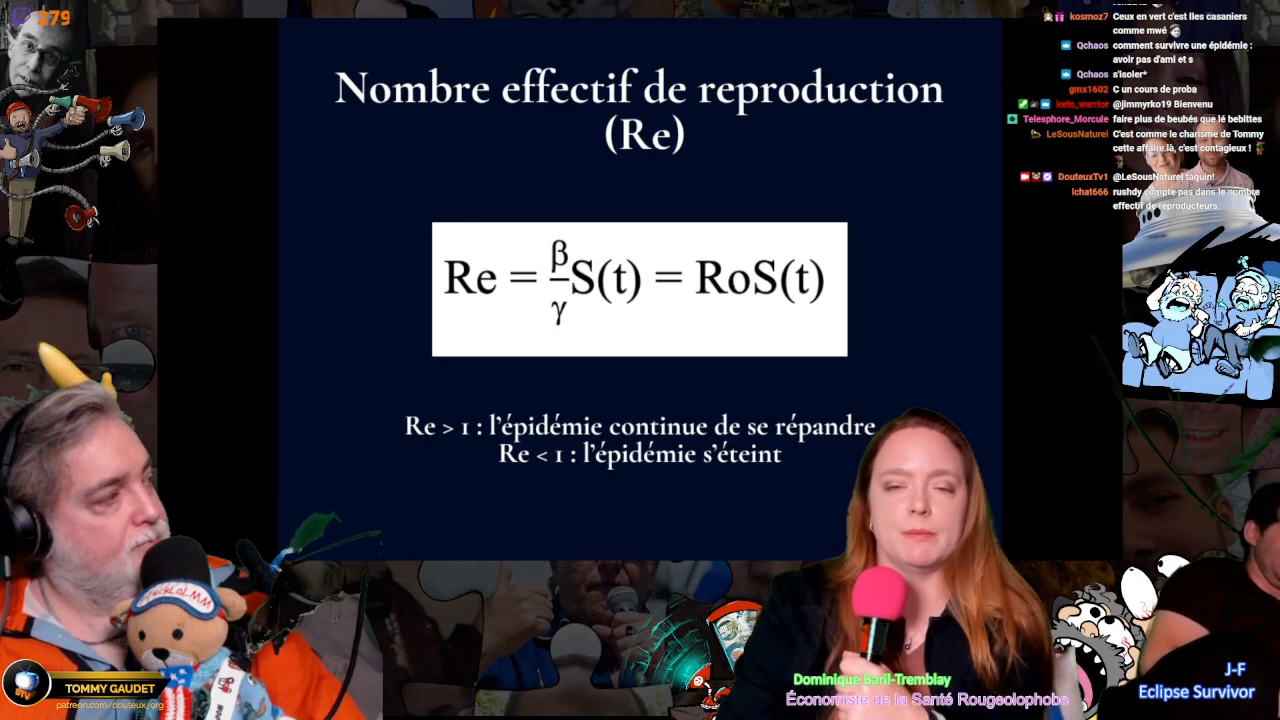 279
Nombre effectif de reproduction
(Re)
Re = β/γ S(t) = RoS(t)
Re > 1 : l'épidémie continue de se répandre
Re < 1 : l'épidémie s'éteint
kosmoz7 Ceux en vert c'est lles casaniers
comme mwé
Qchaos comment survivre une épidémie :
avoir pas d'ami et s
Qchaos s'isoler*
gmx1602 C un cours de proba
keto_warrior @jimmyrko19 Bienvenu
Telesphore_Morcule faire plus de beubés que lé bebittes
LeSousNaturel C'est comme le charisme de Tommy
cette affaire là, c'est contagieux !
DouteuxTv1 @LeSousNaturel taquin!
lchat666 rushdy compte pas dans le nombre
effectif de reproducteurs
DTV
TOMMY GAUDET
patreon.com/douteux_org
Dominique Baril-Tremblay
Économiste de la Santé Rougeolophobe
J-F
Eclipse Survivor